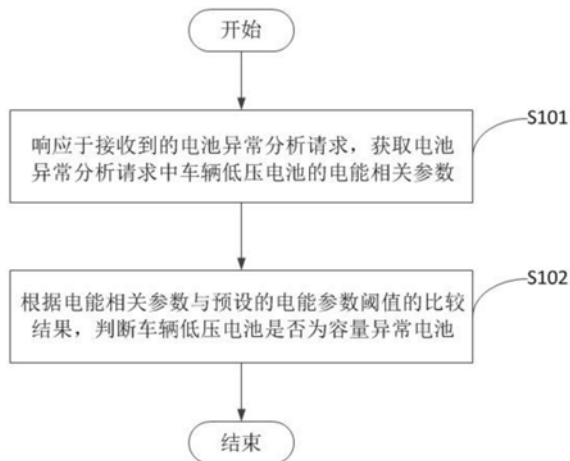 开始
响应于接收到的电池异常分析请求，获取电池
异常分析请求中车辆低压电池的电能相关参数
S101
根据电能相关参数与预设的电能参数阈值的比较
结果，判断车辆低压电池是否为容量异常电池
S102
结束